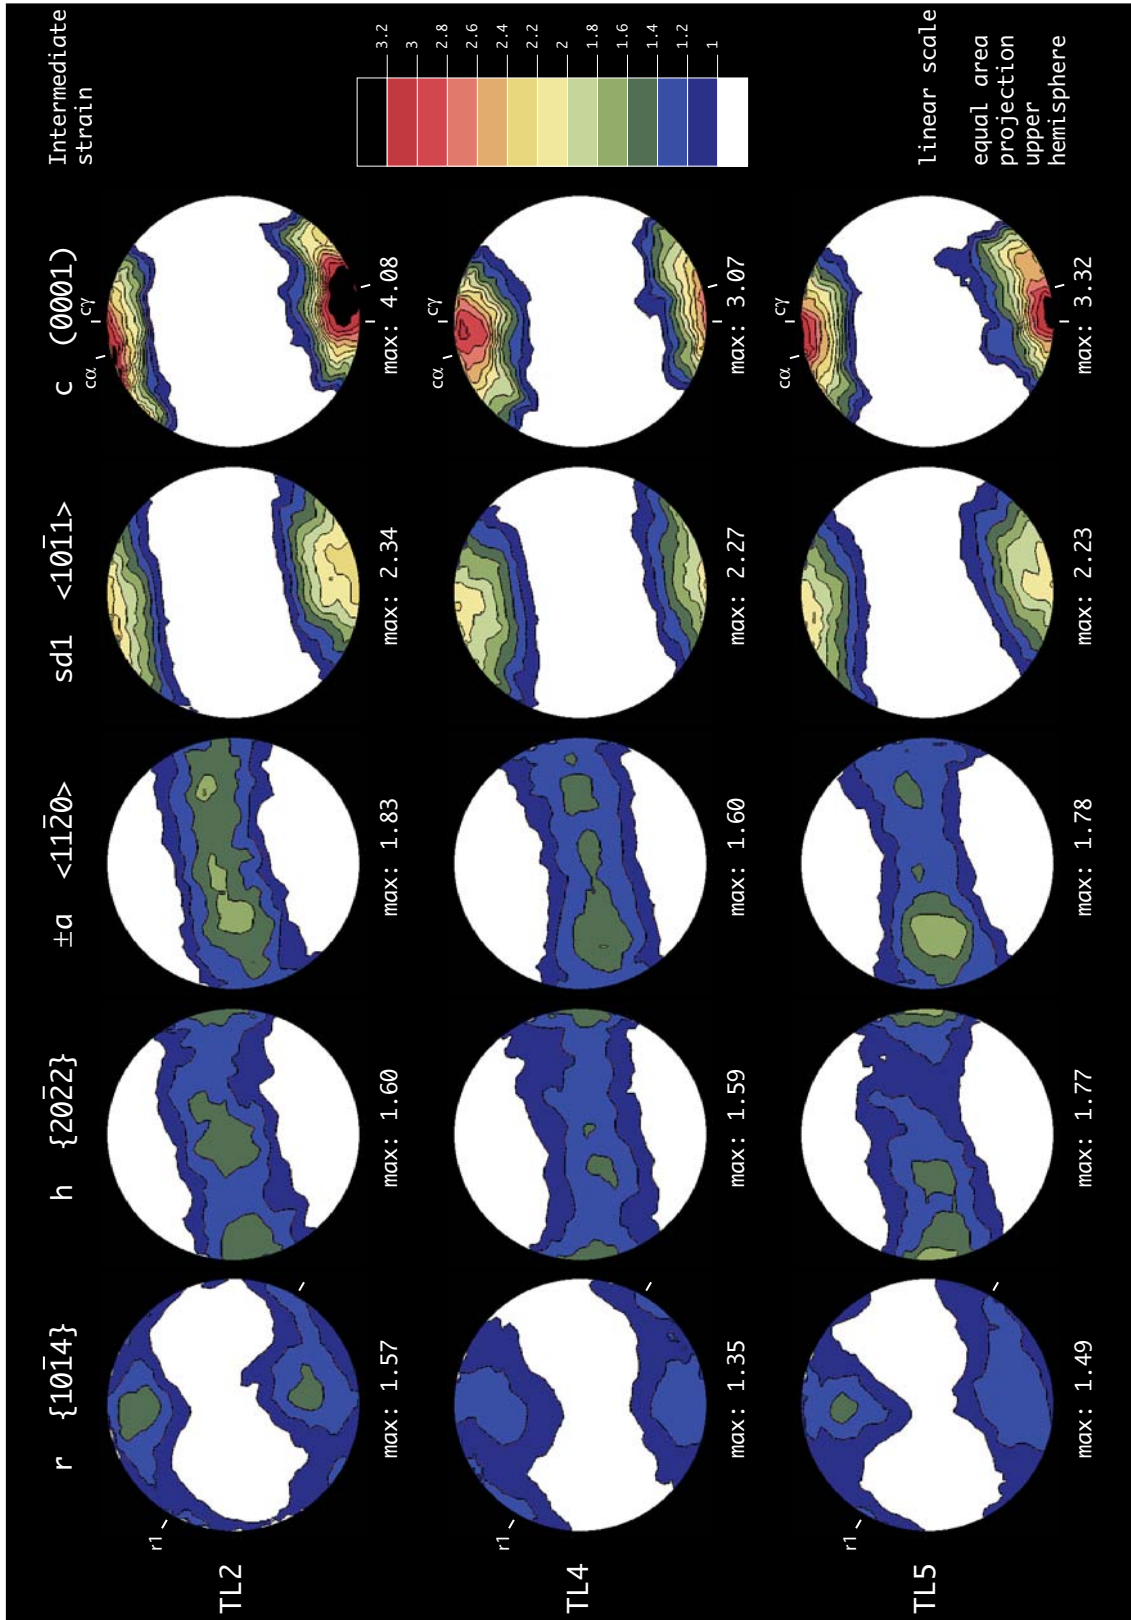 r {101̅4}
h {202̅2}
±a <112̅0>
sd1 <101̅1>
c (0001)
Intermediate
strain
TL2
r1
cα
cγ
max: 1.57
max: 1.60
max: 1.83
max: 2.34
max: 4.08
TL4
r1
cα
cγ
max: 1.35
max: 1.59
max: 1.60
max: 2.27
max: 3.07
TL5
r1
cα
cγ
max: 1.49
max: 1.77
max: 1.78
max: 2.23
max: 3.32
3.2
3
2.8
2.6
2.4
2.2
2
1.8
1.6
1.4
1.2
1
linear scale
equal area
projection
upper
hemisphere